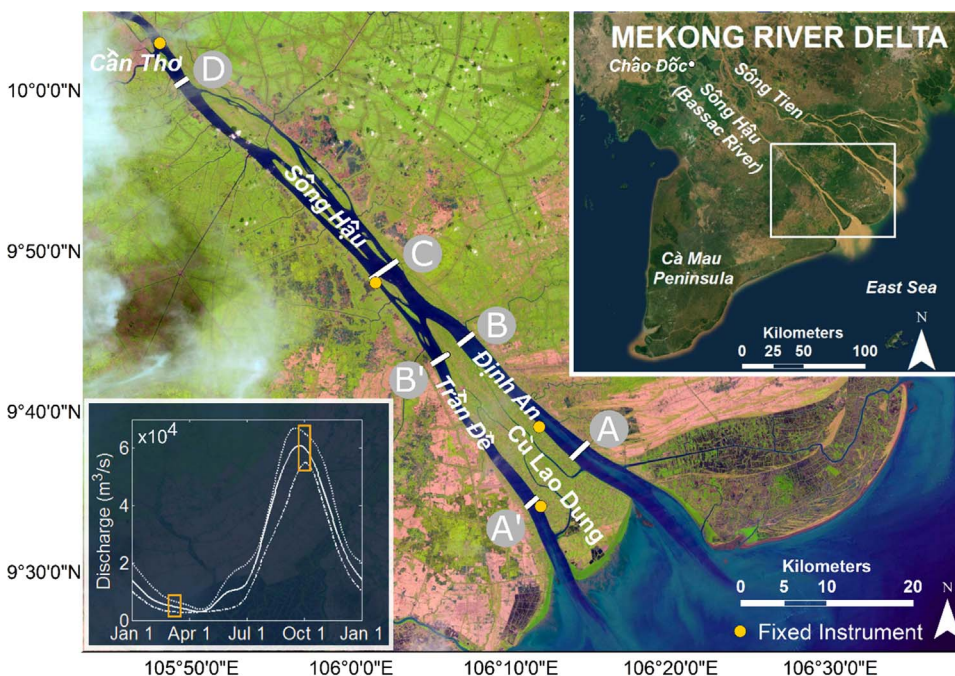 MEKONG RIVER DELTA
Châo Đốc
Sông Tien
Sông Hậu
(Bassac River)
Cà Mau
Peninsula
East Sea
N
Kilometers
0 25 50 100
10°0'0"N
9°50'0"N
9°40'0"N
9°30'0"N
Cần Thơ
D
Sông Hậu
C
B
B'
Định An
Trần Đề
Cù Lao Dung
A
A'
x10⁴
Discharge (m³/s)
6
4
2
0
Jan 1 Apr 1 Jul 1 Oct 1 Jan 1
Kilometers
0 5 10 20
N
Fixed Instrument
105°50'0"E 106°0'0"E 106°10'0"E 106°20'0"E 106°30'0"E